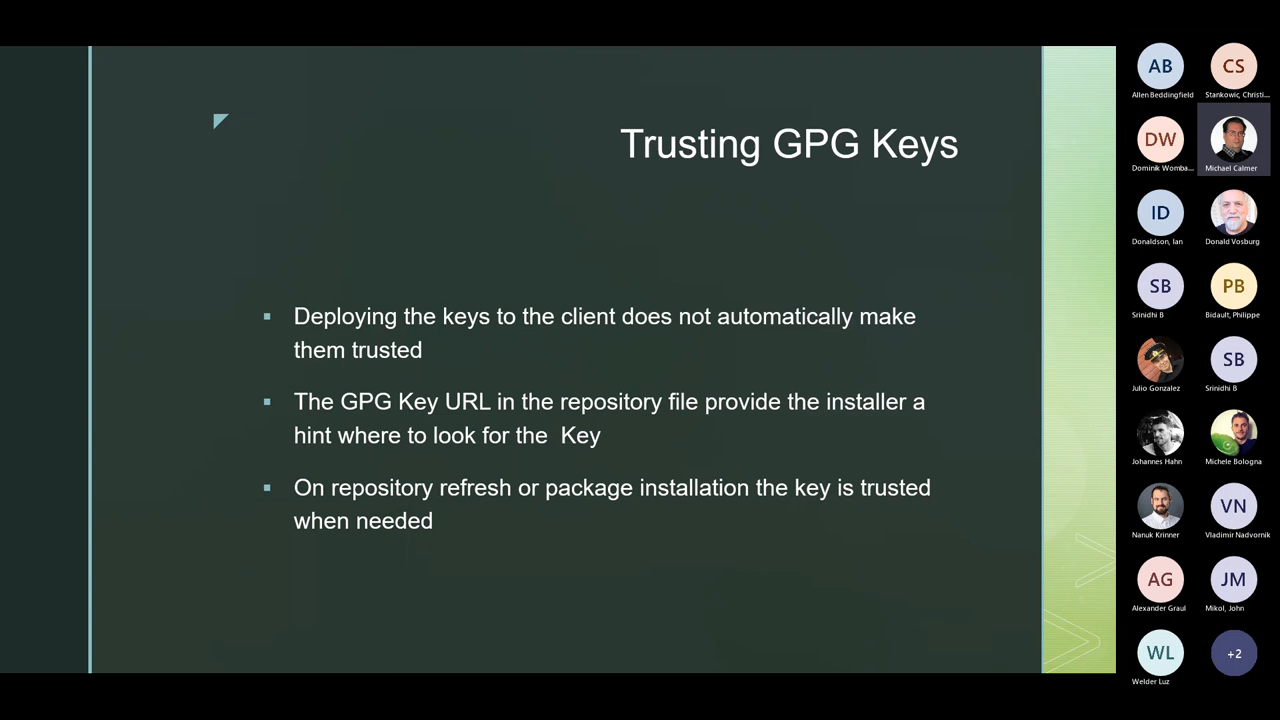 Trusting GPG Keys
▪ Deploying the keys to the client does not automatically make
them trusted
▪ The GPG Key URL in the repository file provide the installer a
hint where to look for the  Key
▪ On repository refresh or package installation the key is trusted
when needed
AB
Allen Beddingfield
CS
Stankowic, Christi...
DW
Dominik Womba...
Michael Calmer
ID
Donaldson, Ian
Donald Vosburg
SB
Srinidhi B
PB
Bidault, Philippe
Julio Gonzalez
SB
Srinidhi B
Johannes Hahn
Michele Bologna
Nanuk Krinner
VN
Vladimir Nadvornik
AG
Alexander Graul
JM
Mikol, John
WL
Welder Luz
+2